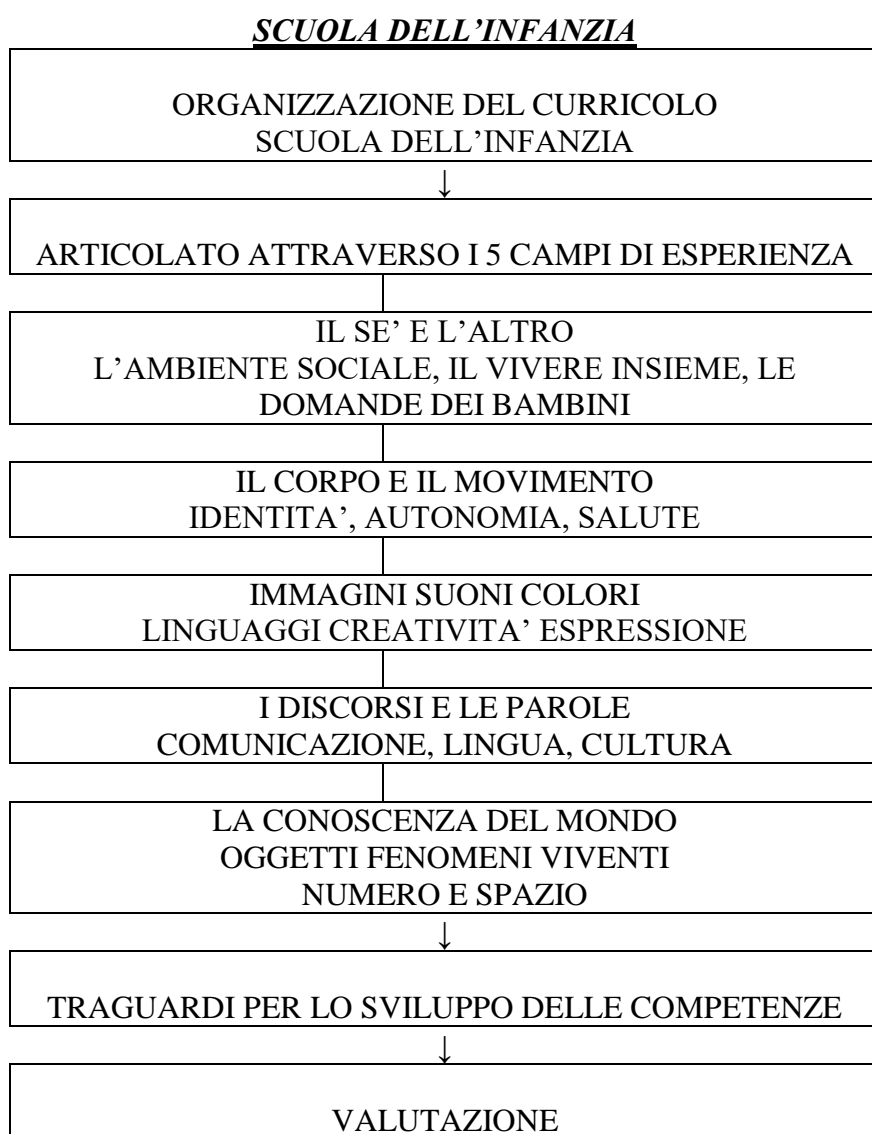 SCUOLA DELL’INFANZIA
ORGANIZZAZIONE DEL CURRICOLO
SCUOLA DELL’INFANZIA
↓
ARTICOLATO ATTRAVERSO I 5 CAMPI DI ESPERIENZA
IL SE’ E L’ALTRO
L’AMBIENTE SOCIALE, IL VIVERE INSIEME, LE
DOMANDE DEI BAMBINI
IL CORPO E IL MOVIMENTO
IDENTITA’, AUTONOMIA, SALUTE
IMMAGINI SUONI COLORI
LINGUAGGI CREATIVITA’ ESPRESSIONE
I DISCORSI E LE PAROLE
COMUNICAZIONE, LINGUA, CULTURA
LA CONOSCENZA DEL MONDO
OGGETTI FENOMENI VIVENTI
NUMERO E SPAZIO
↓
TRAGUARDI PER LO SVILUPPO DELLE COMPETENZE
↓
VALUTAZIONE